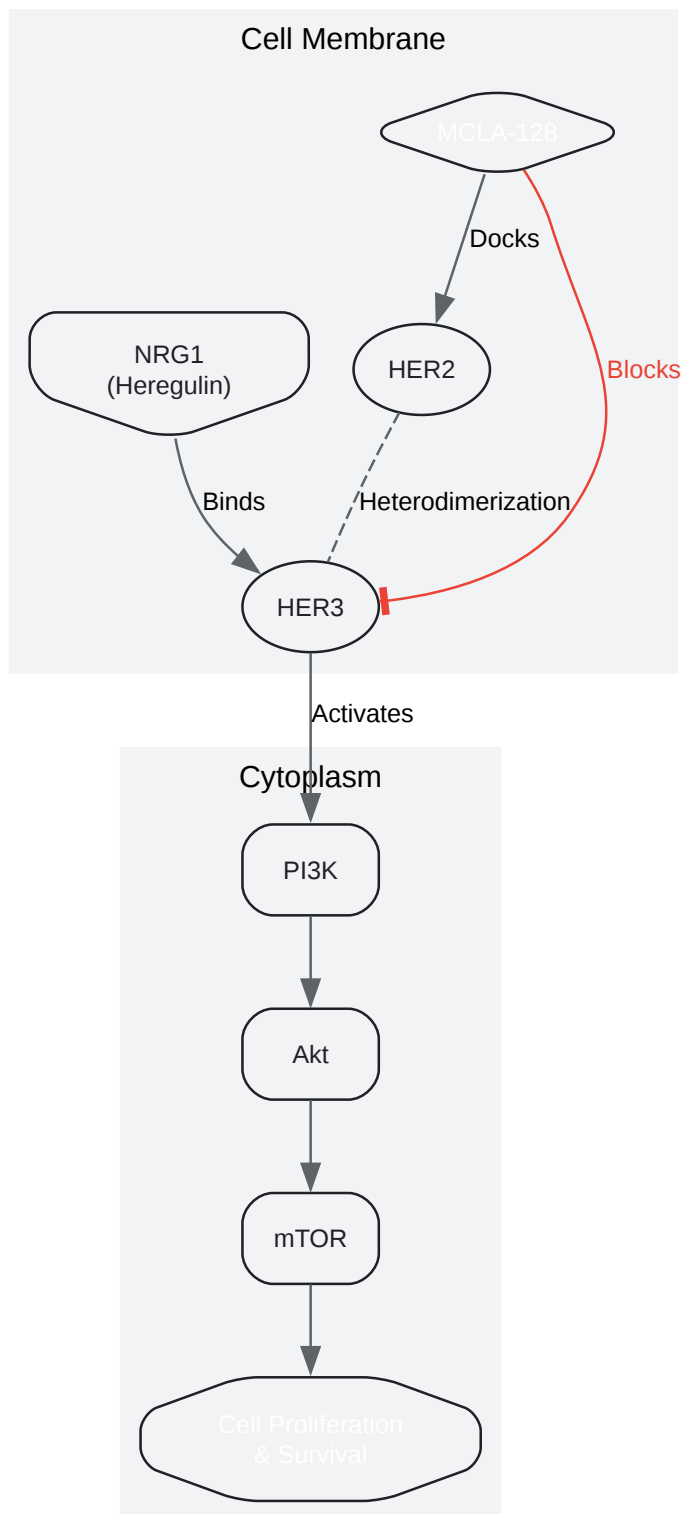 Cell Membrane
MCLA-128
Docks
NRG1
(Heregulin)
HER2
Blocks
Binds
Heterodimerization
HER3
Activates
Cytoplasm
PI3K
Akt
mTOR
Cell Proliferation
& Survival